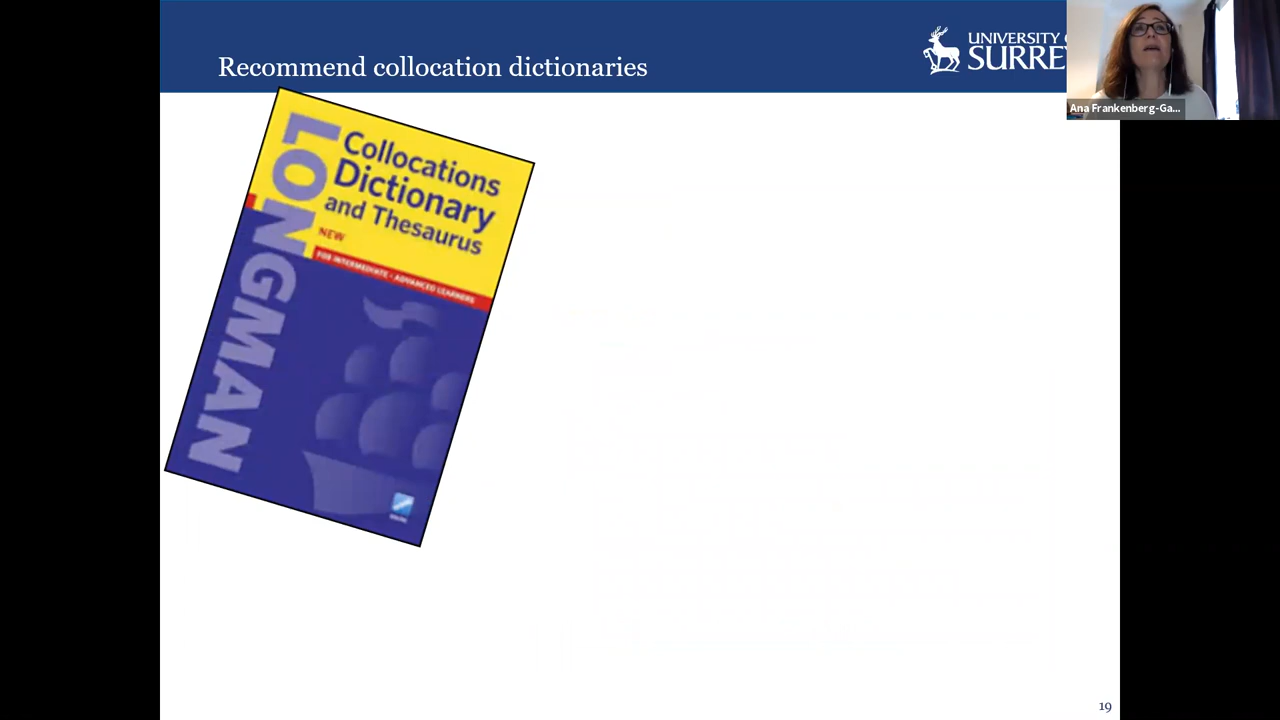 Recommend collocation dictionaries
UNIVERSITY
SURREY
Ana Frankenberg-Ga...
LONGMAN
Collocations
Dictionary
and Thesaurus
NEW
FOR INTERMEDIATE - ADVANCED LEARNERS
19